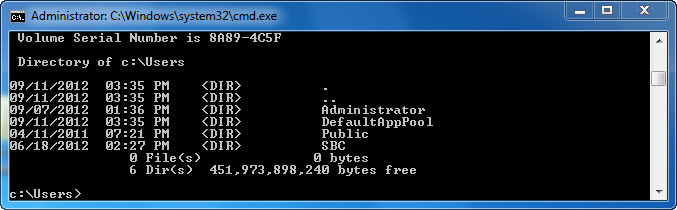 Administrator: C:\Windows\system32\cmd.exe
Volume Serial Number is 8A89-4C5F
Directory of c:\Users
09/11/2012 03:35 PM <DIR> .
09/11/2012 03:35 PM <DIR> ..
09/07/2012 01:36 PM <DIR> Administrator
09/11/2012 03:35 PM <DIR> DefaultAppPool
04/11/2011 07:21 PM <DIR> Public
06/18/2012 02:27 PM <DIR> SBC
0 File(s) 0 bytes
6 Dir(s) 451,973,898,240 bytes free
c:\Users>